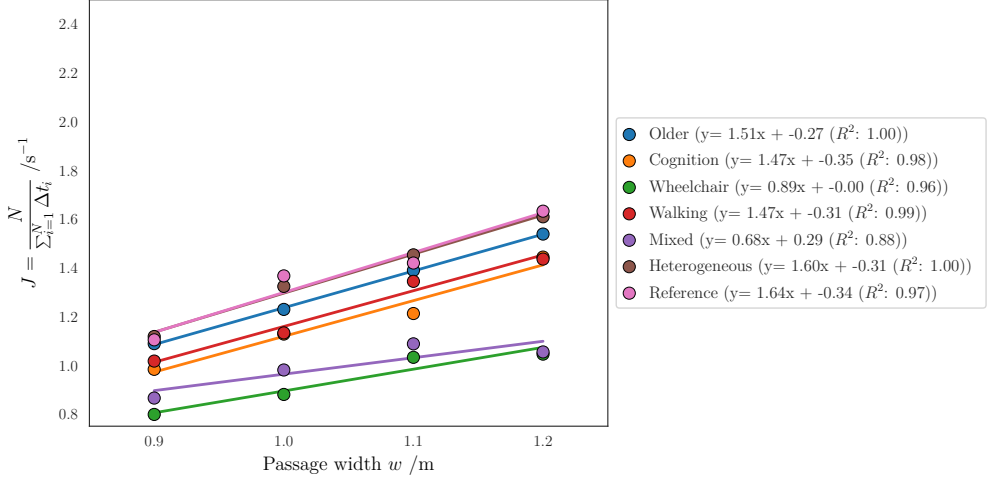 2.4
2.2
2.0
1.8
1.6
1.4
1.2
1.0
0.8
J = \frac{N}{\sum_{i=1}^{N} \Delta t_i} /s^{-1}
0.9 1.0 1.1 1.2
Passage width w /m
Older (y= 1.51x + -0.27 (R²: 1.00))
Cognition (y= 1.47x + -0.35 (R²: 0.98))
Wheelchair (y= 0.89x + -0.00 (R²: 0.96))
Walking (y= 1.47x + -0.31 (R²: 0.99))
Mixed (y= 0.68x + 0.29 (R²: 0.88))
Heterogeneous (y= 1.60x + -0.31 (R²: 1.00))
Reference (y= 1.64x + -0.34 (R²: 0.97))